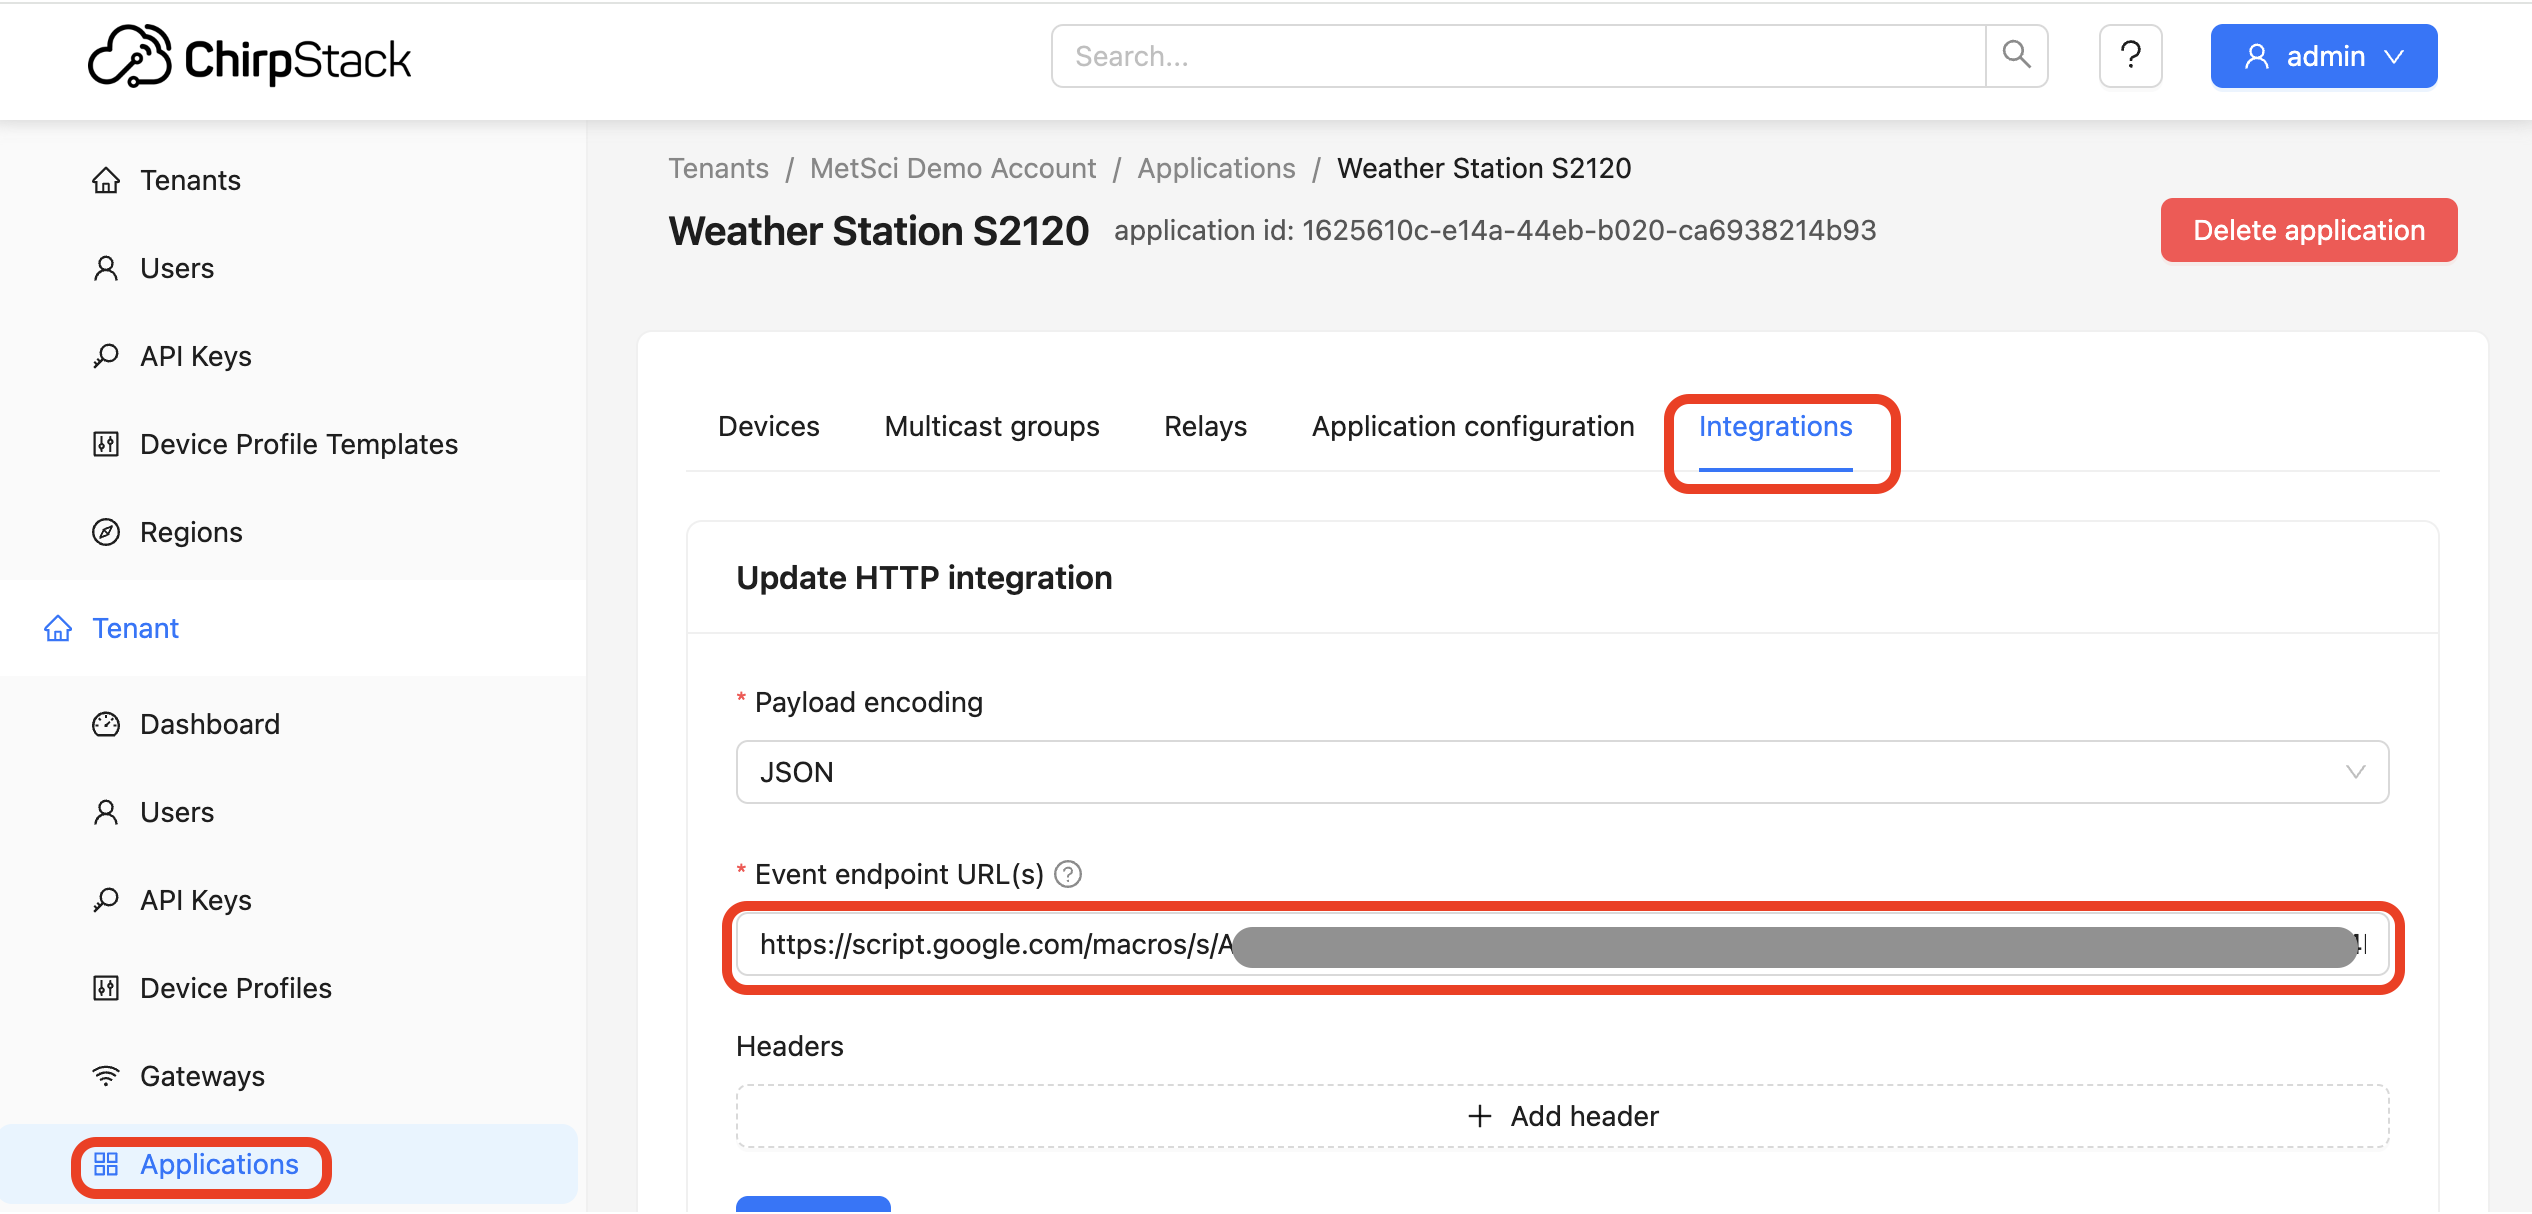 ChirpStack
Search...
?
admin
Tenants
Users
API Keys
Device Profile Templates
Regions
Tenant
Dashboard
Users
API Keys
Device Profiles
Gateways
Applications
Tenants / MetSci Demo Account / Applications / Weather Station S2120
Weather Station S2120 application id: 1625610c-e14a-44eb-b020-ca6938214b93
Delete application
Devices Multicast groups Relays Application configuration Integrations
Update HTTP integration
* Payload encoding
JSON
* Event endpoint URL(s) ?
https://script.google.com/macros/s/A
Headers
+ Add header